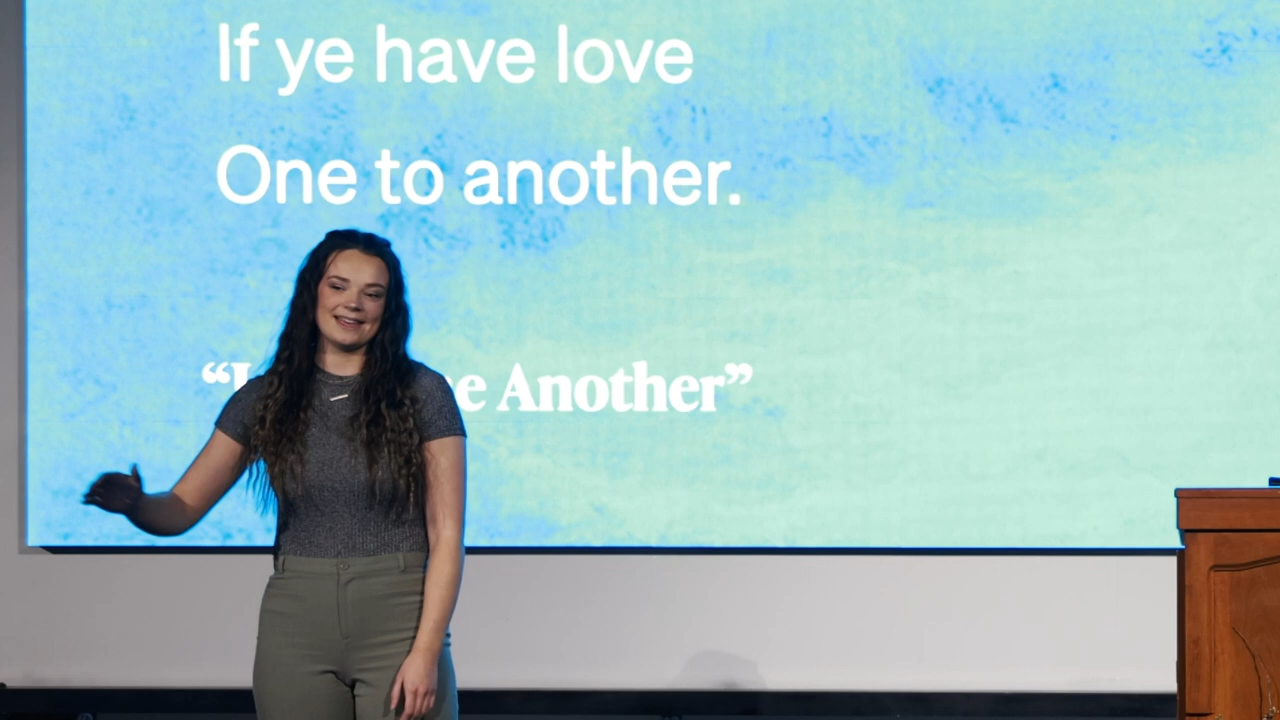 If ye have love
One to another.
Another”